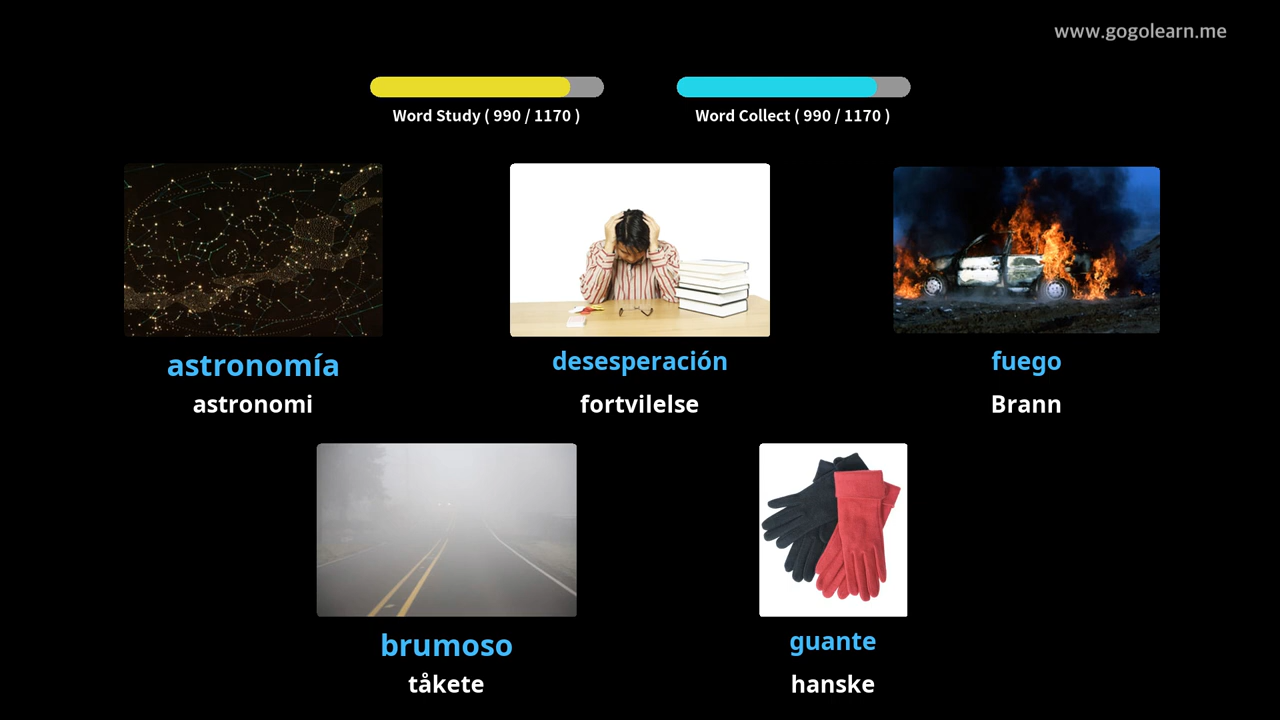 www.gogolearn.me
Word Study ( 990 / 1170 )
Word Collect ( 990 / 1170 )
astronomía
astronomi
desesperación
fortvilelse
fuego
Brann
brumoso
tåkete
guante
hanske